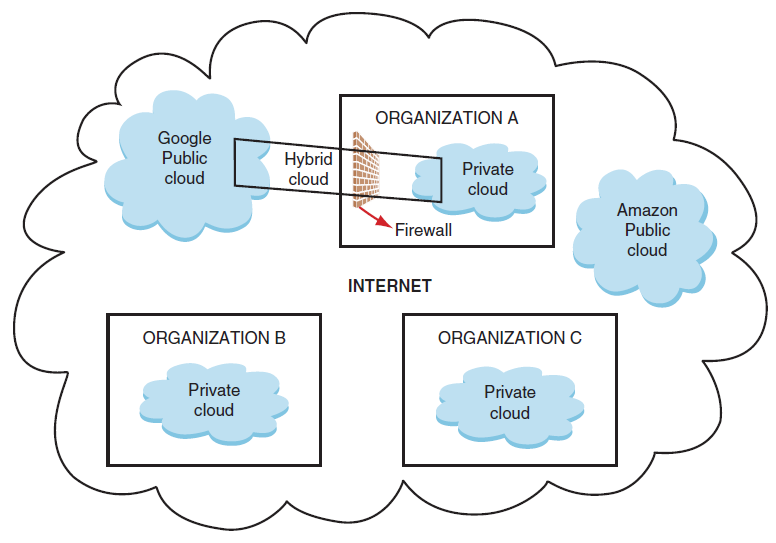 ORGANIZATION A
Google
Public
cloud
Hybrid
cloud
Private
cloud
Firewall
Amazon
Public
cloud
INTERNET
ORGANIZATION B
Private
cloud
ORGANIZATION C
Private
cloud